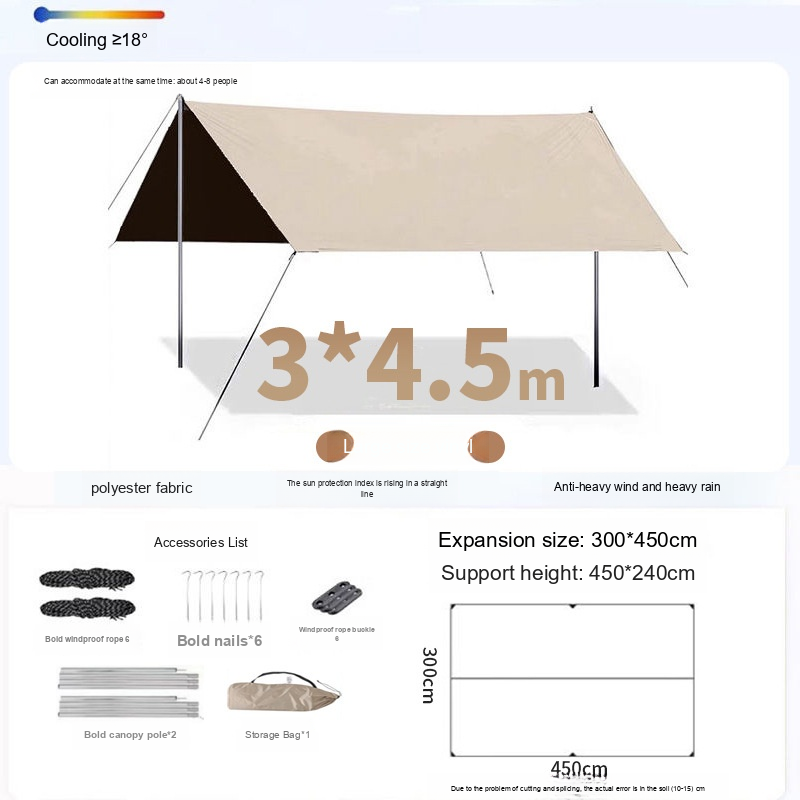 Cooling ≥18°
Can accommodate at the same time: about 4-8 people
3*4.5m
polyester fabric
The sun protection index is rising in a straight
line
Anti-heavy wind and heavy rain
Accessories List
Expansion size: 300*450cm
Support height: 450*240cm
Bold windproof rope 6
Bold nails*6
Windproof rope buckle
6
300cm
Bold canopy pole*2
Storage Bag*1
450cm
Due to the problem of cutting and splicing, the actual error is in the soil (10-15) cm